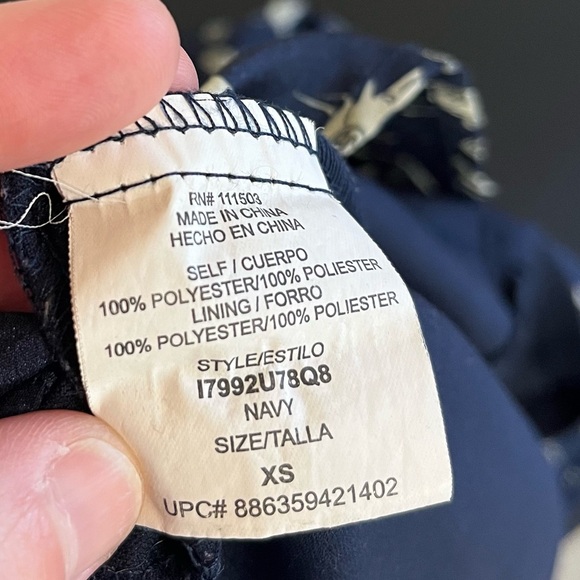 RN# 111503
MADE IN CHINA
HECHO EN CHINA
SELF / CUERPO
100% POLYESTER/100% POLIESTER
LINING / FORRO
100% POLYESTER/100% POLIESTER
STYLE/ESTILO
I7992U78Q8
NAVY
SIZE/TALLA
XS
UPC# 886359421402